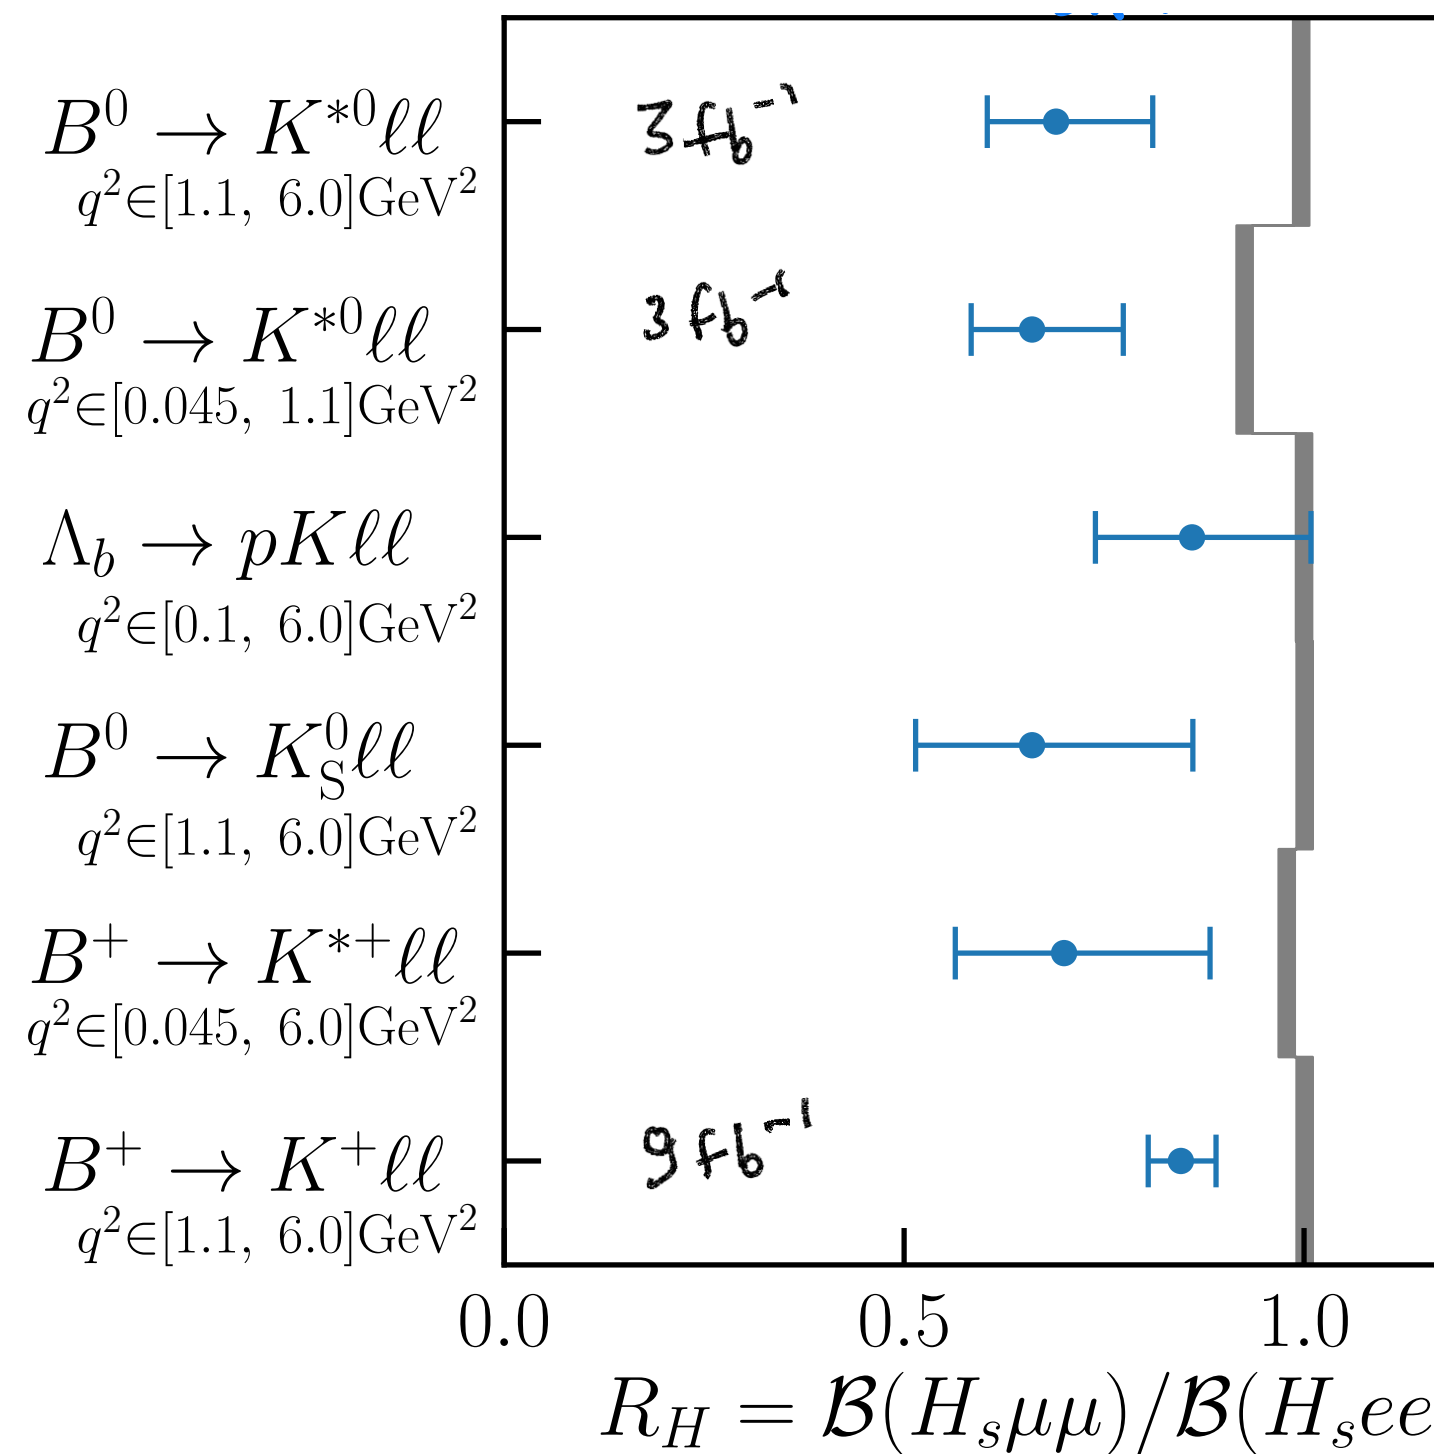 B⁰ → K*⁰ℓℓ 3 fb⁻¹
q²∈[1.1, 6.0]GeV²
B⁰ → K*⁰ℓℓ 3 fb⁻¹
q²∈[0.045, 1.1]GeV²
Λ_b → pKℓℓ
q²∈[0.1, 6.0]GeV²
B⁰ → K_S⁰ℓℓ
q²∈[1.1, 6.0]GeV²
B⁺ → K*⁺ℓℓ
q²∈[0.045, 6.0]GeV²
B⁺ → K⁺ℓℓ 9 fb⁻¹
q²∈[1.1, 6.0]GeV²
0.0 0.5 1.0
R_H = ℬ(H_sμμ)/ℬ(H_see